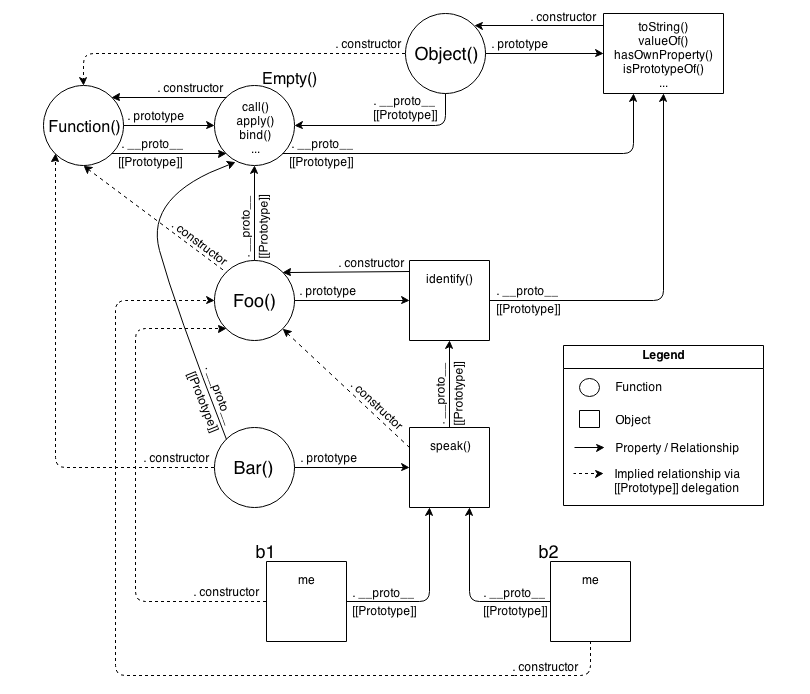 . constructor
toString()
valueOf()
hasOwnProperty()
isPrototypeOf()
...
. constructor
Object()
. prototype
. constructor
Empty()
. __proto__
[[Prototype]]
Function()
. prototype
call()
apply()
bind()
...
. __proto__
[[Prototype]]
. __proto__
[[Prototype]]
. __proto__
[[Prototype]]
. constructor
. constructor
identify()
Foo()
. prototype
. __proto__
[[Prototype]]
Legend
Function
Object
Property / Relationship
Implied relationship via
[[Prototype]] delegation
. __proto__
[[Prototype]]
. __proto__
[[Prototype]]
. constructor
speak()
. constructor
Bar()
. prototype
b1
me
. constructor
. __proto__
[[Prototype]]
b2
me
. __proto__
[[Prototype]]
. constructor